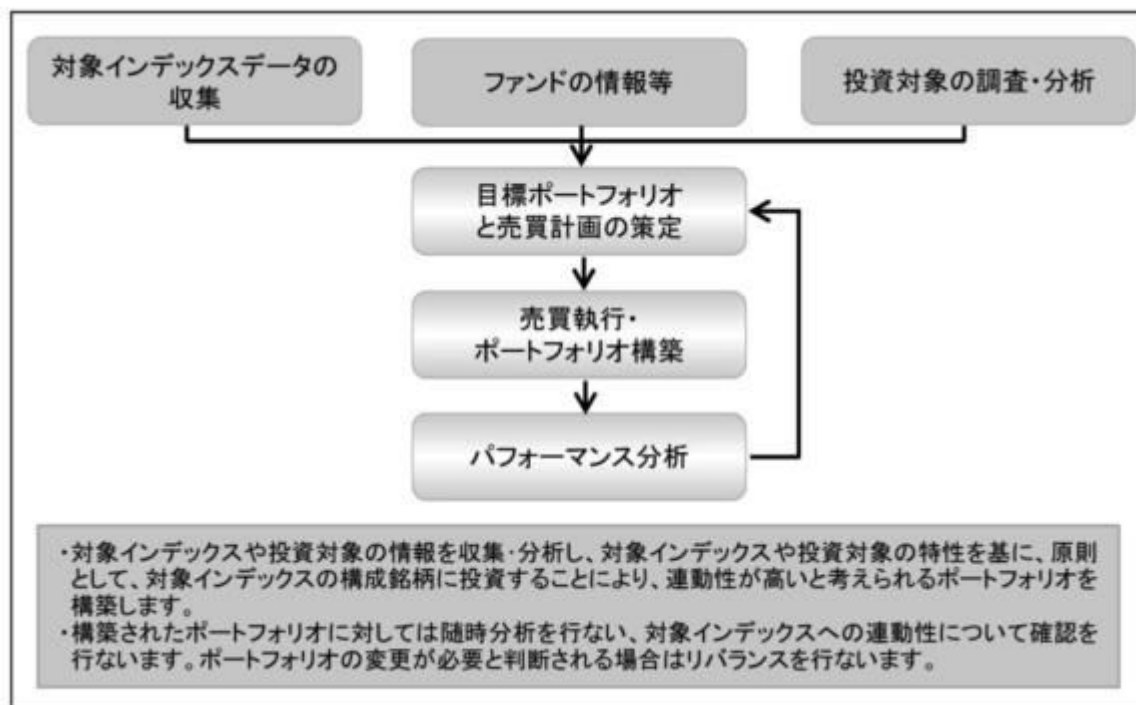 対象インデックスデータの
収集
ファンドの情報等
投資対象の調査・分析
目標ポートフォリオ
と売買計画の策定
売買執行・
ポートフォリオ構築
パフォーマンス分析
・対象インデックスや投資対象の情報を収集・分析し、対象インデックスや投資対象の特性を基に、原則
として、対象インデックスの構成銘柄に投資することにより、連動性が高いと考えられるポートフォリオを
構築します。
・構築されたポートフォリオに対しては随時分析を行ない、対象インデックスへの連動性について確認を
行ないます。ポートフォリオの変更が必要と判断される場合はリバランスを行ないます。